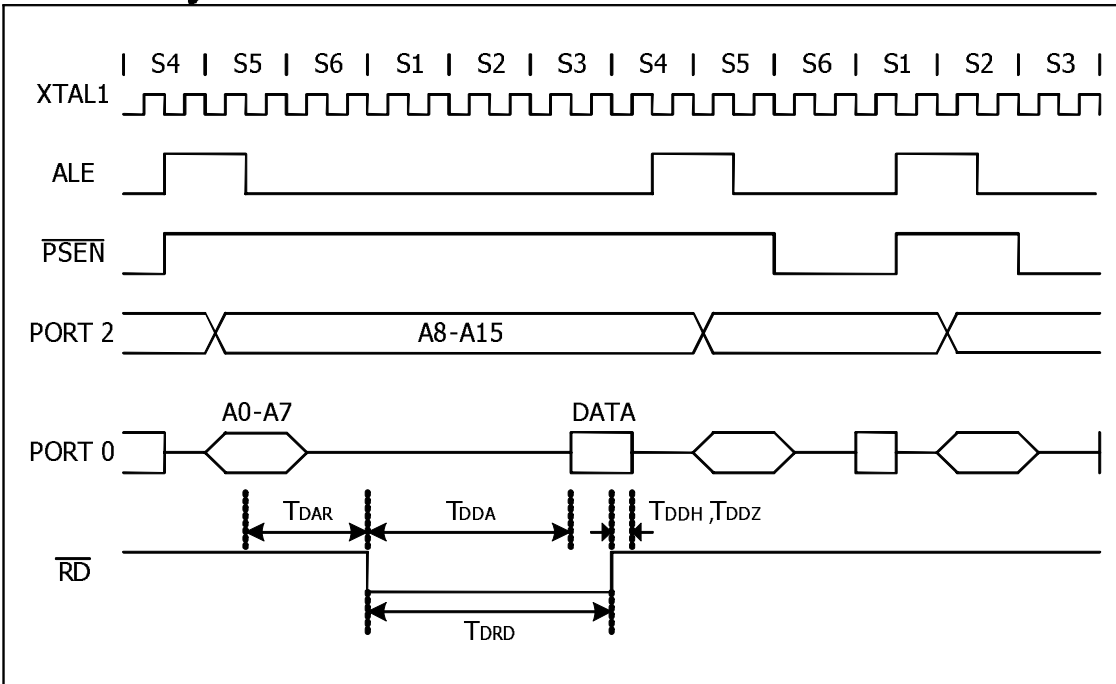 S4 S5 S6 S1 S2 S3 S4 S5 S6 S1 S2 S3
XTAL1
ALE
PSEN
PORT 2 A8-A15
A0-A7 DATA
PORT 0
TDAR TDDA TDDH ,TDDZ
RD
TDRD